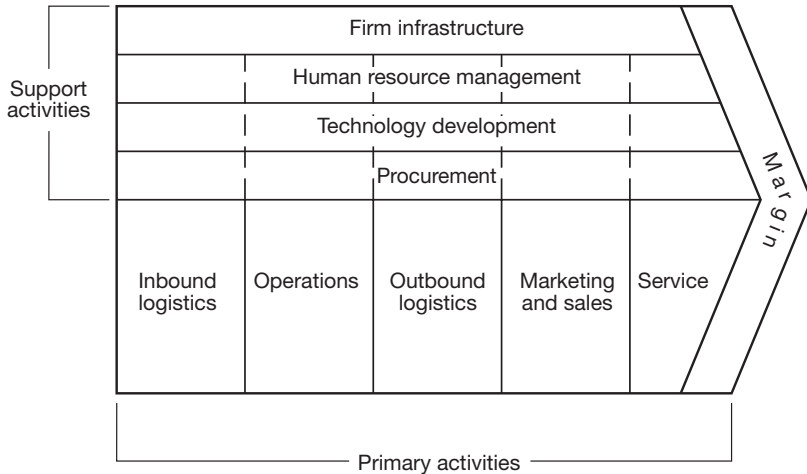 Firm infrastructure
Human resource management
Support
activities
Technology development
Procurement
Margin
Inbound
logistics
Operations
Outbound
logistics
Marketing
and sales
Service
Primary activities